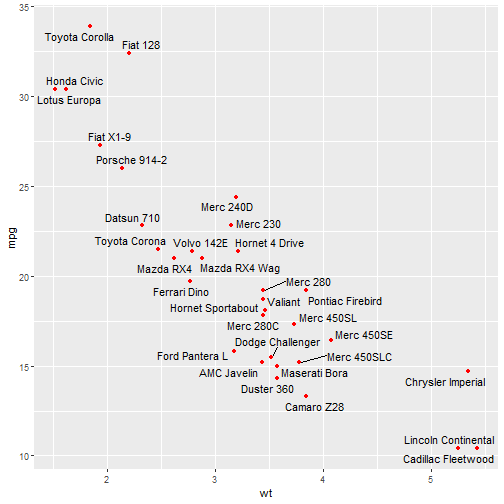 35
Toyota Corolla
Fiat 128
Honda Civic
30
Lotus Europa
Fiat X1-9
Porsche 914-2
25
Merc 240D
Datsun 710
Merc 230
mpg
Toyota Corona
Volvo 142E
Hornet 4 Drive
Mazda RX4
Mazda RX4 Wag
20
Ferrari Dino
Merc 280
Hornet Sportabout
Valiant
Pontiac Firebird
Merc 280C
Merc 450SL
Dodge Challenger
Merc 450SE
Ford Pantera L
Merc 450SLC
15
AMC Javelin
Maserati Bora
Chrysler Imperial
Duster 360
Camaro Z28
Lincoln Continental
10
Cadillac Fleetwood
2
3
4
5
wt